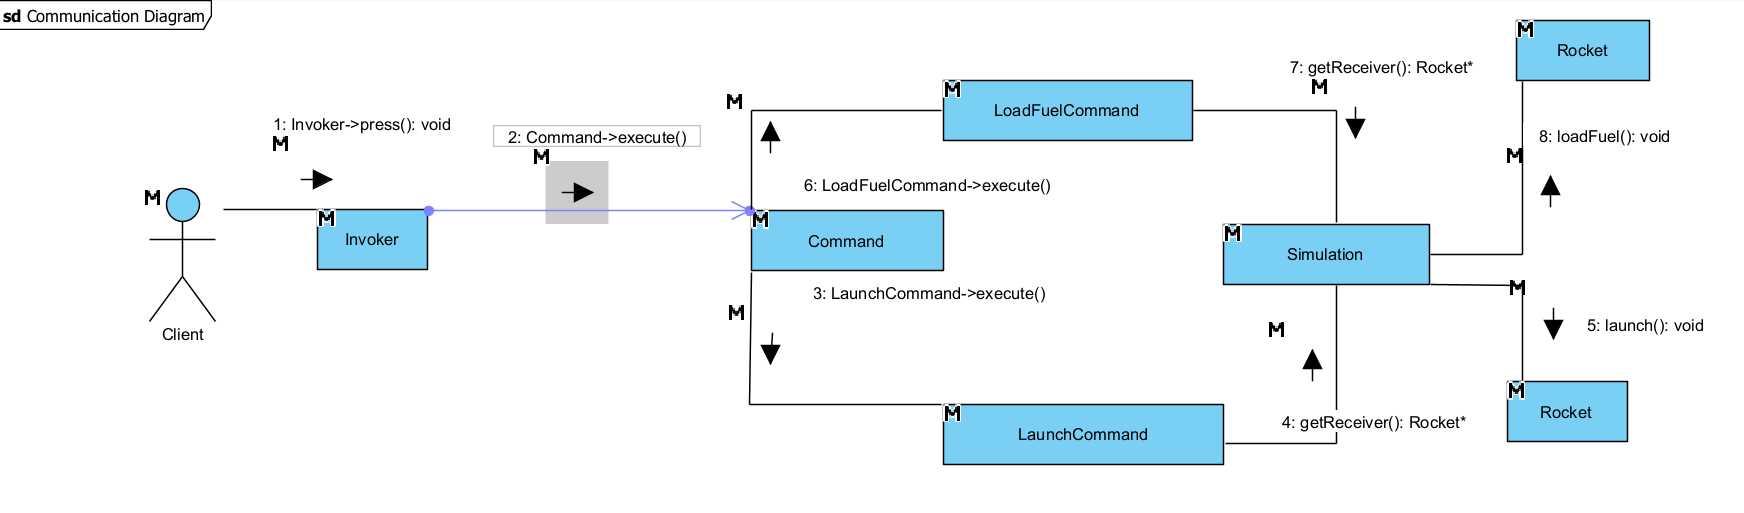 sd Communication Diagram
Rocket
7: getReceiver(): Rocket*
LoadFuelCommand
1: Invoker->press(): void
2: Command->execute()
8: loadFuel(): void
6: LoadFuelCommand->execute()
Invoker
Command
Simulation
3: LaunchCommand->execute()
Client
5: launch(): void
Rocket
4: getReceiver(): Rocket*
LaunchCommand